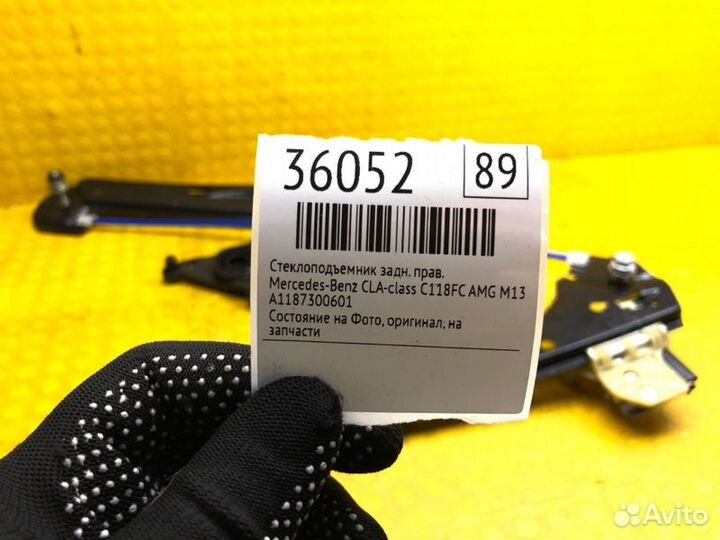 36052 89
Стеклоподъемник задн. прав.
Mercedes-Benz CLA-class C118FC AMG M13
A1187300601
Состояние на Фото, оригинал, на
запчасти
Avito